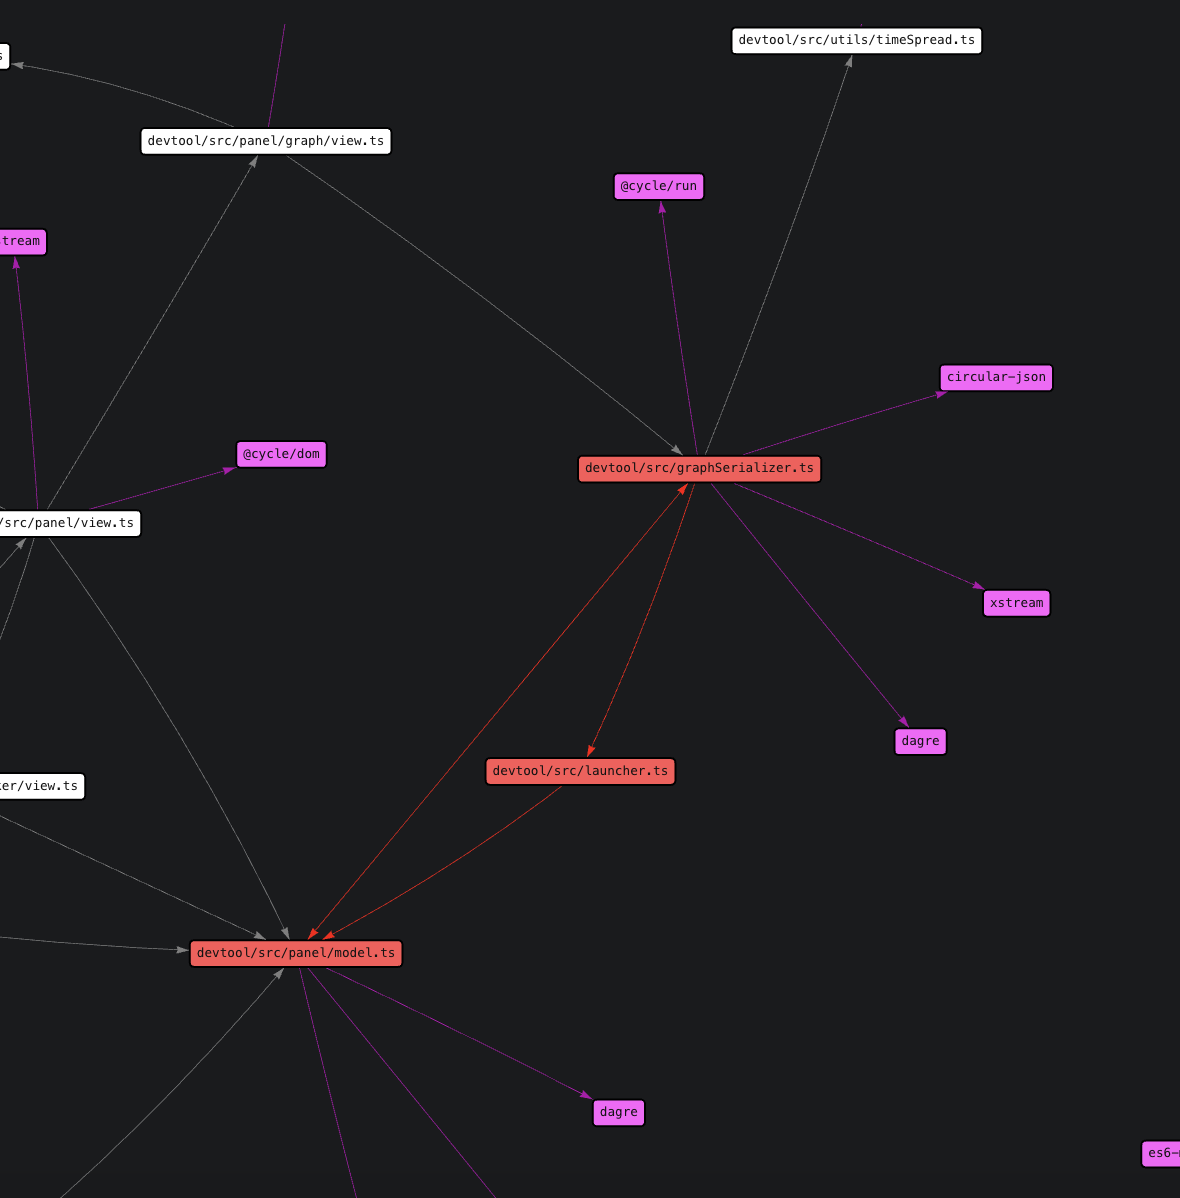 devtool/src/utils/timeSpread.ts
s
devtool/src/panel/graph/view.ts
@cycle/run
tream
circular-json
@cycle/dom
devtool/src/graphSerializer.ts
/src/panel/view.ts
xstream
dagre
devtool/src/launcher.ts
er/view.ts
devtool/src/panel/model.ts
dagre
es6-